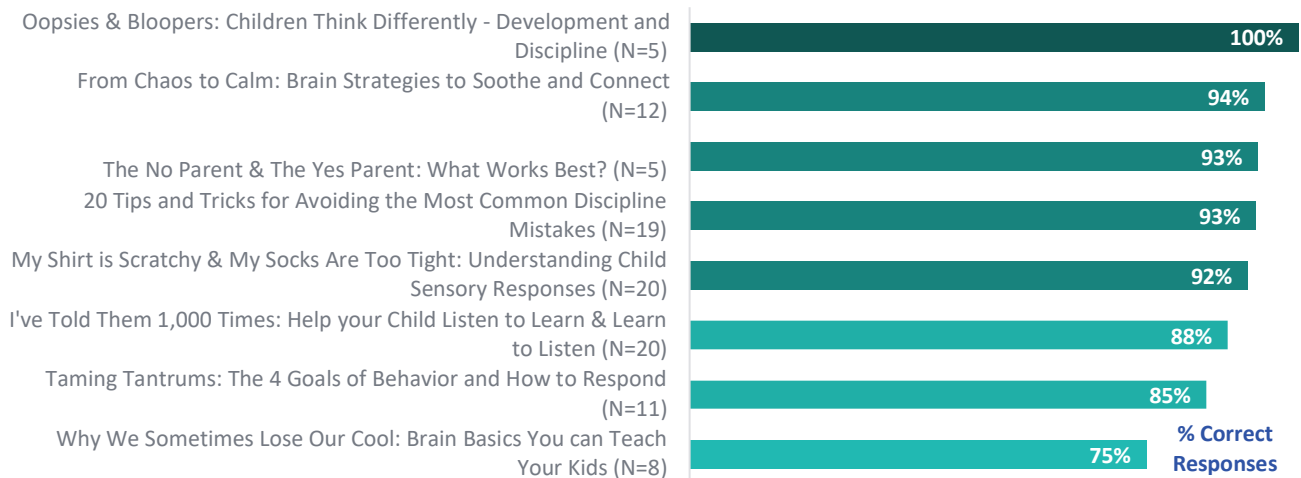 Oopsies & Bloopers: Children Think Differently - Development and
Discipline (N=5)
100%
From Chaos to Calm: Brain Strategies to Soothe and Connect
(N=12)
94%
The No Parent & The Yes Parent: What Works Best? (N=5)
93%
20 Tips and Tricks for Avoiding the Most Common Discipline
Mistakes (N=19)
93%
My Shirt is Scratchy & My Socks Are Too Tight: Understanding Child
Sensory Responses (N=20)
92%
I've Told Them 1,000 Times: Help your Child Listen to Learn & Learn
to Listen (N=20)
88%
Taming Tantrums: The 4 Goals of Behavior and How to Respond
(N=11)
85%
Why We Sometimes Lose Our Cool: Brain Basics You can Teach
Your Kids (N=8)
75%
% Correct
Responses